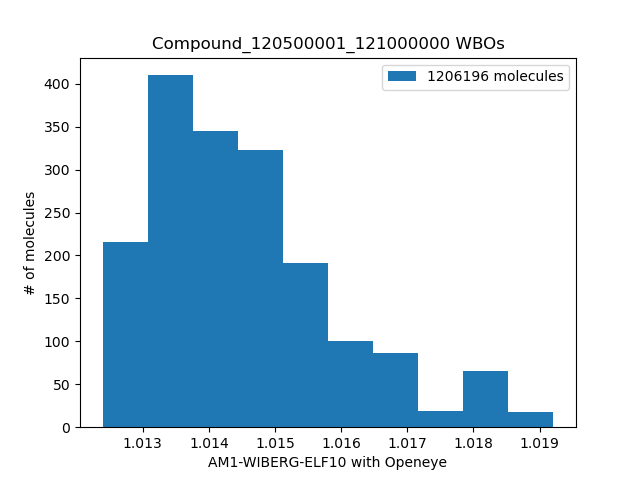 Compound_120500001_121000000 WBOs
1206196 molecules
# of molecules
400
350
300
250
200
150
100
50
0
1.013 1.014 1.015 1.016 1.017 1.018 1.019
AM1-WIBERG-ELF10 with Openeye